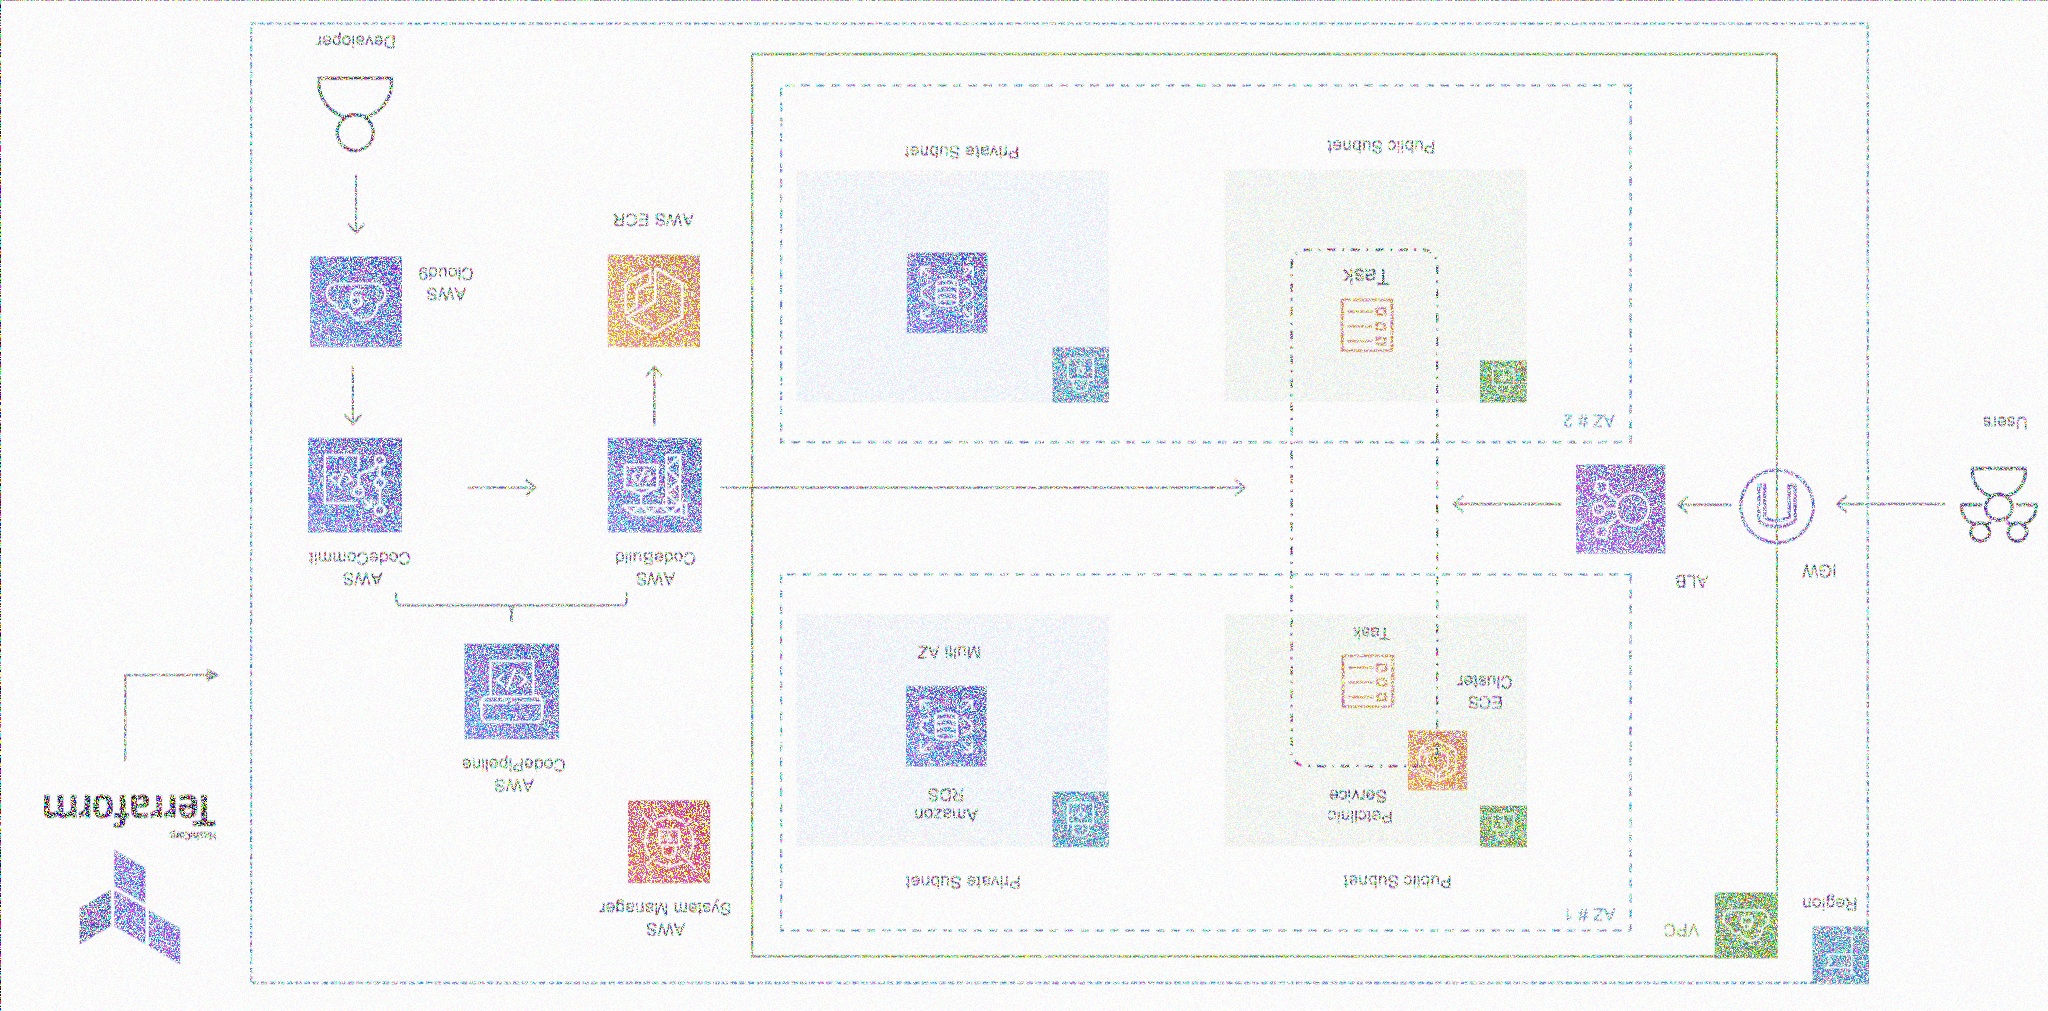 Region
VPC
AZ # 1
AWS
System Manager
HashiCorp
Terraform
Public Subnet
Private Subnet
Petclinic
Service
Amazon
RDS
AWS
CodePipeline
ECS
Cluster
Task
Multi AZ
IGW
ALB
AWS
CodeBuild
AWS
CodeCommit
Users
AZ # 2
Task
AWS
Cloud9
AWS ECR
Public Subnet
Private Subnet
Developer